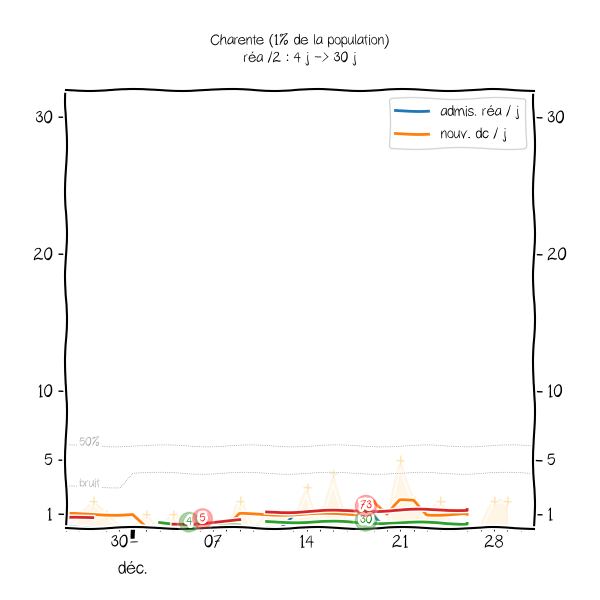 Charente (1% de la population)
réa /2 : 4 j -> 30 j
admis. réa / j
nouv. dc / j
30 30
20 20
10 10
50%
5 5
bruit
73
1 4 5 30 1
30 07 14 21 28
déc.